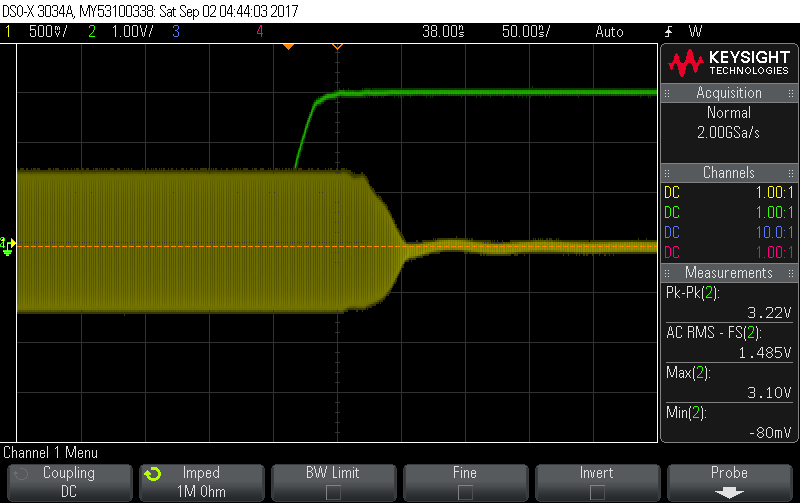 DSO-X 3034A, MY53100338: Sat Sep 02 04:44:03 2017
1 500mV/ 2 1.00V/ 3 4 38.00ms 50.00ms/ Auto W
KEYSIGHT
TECHNOLOGIES
Acquisition
Normal
2.00GSa/s
Channels
DC 1.00:1
DC 1.00:1
DC 10.0:1
DC 1.00:1
Measurements
Pk-Pk(2):
3.22V
AC RMS - FS(2):
1.485V
Max(2):
3.10V
Min(2):
-80mV
Channel 1 Menu
Coupling Imped BW Limit Fine Invert Probe
DC 1M Ohm